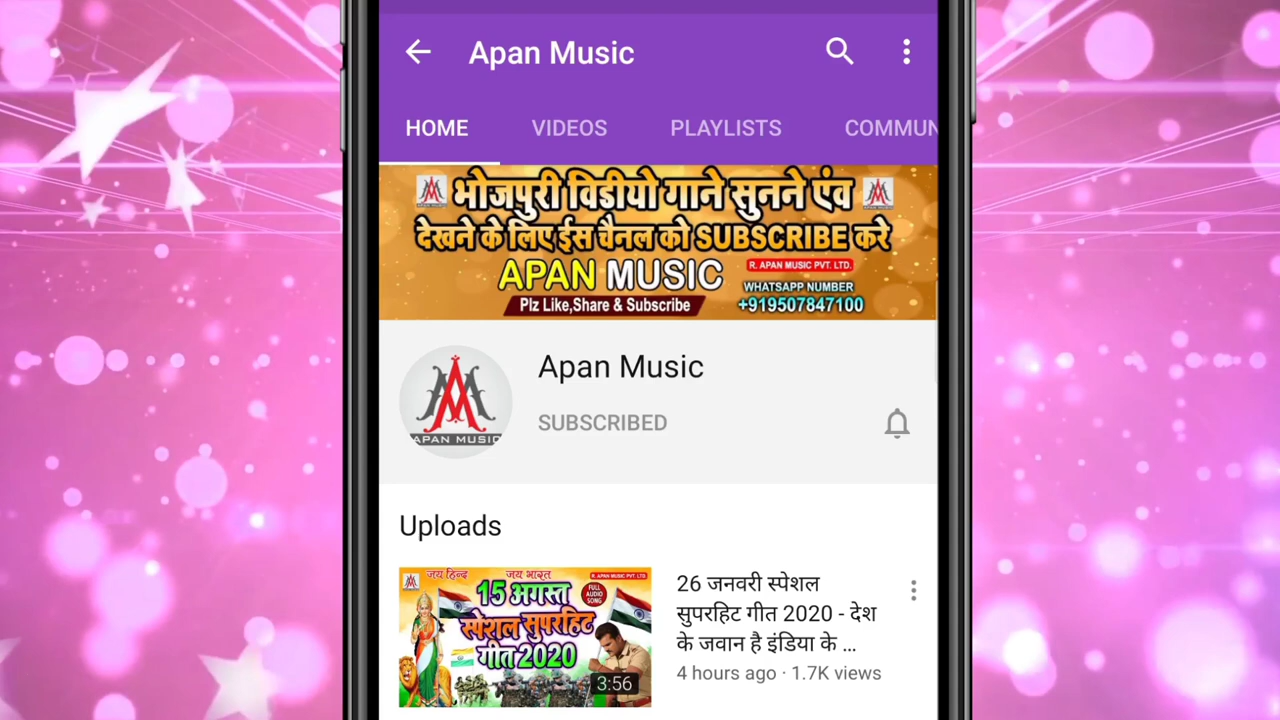 Apan Music
HOME VIDEOS PLAYLISTS COMMUN
भोजपुरी विडीयो गाने सुनने एंव
देखने के लिए ईस चैनल को SUBSCRIBE करे
APAN MUSIC
R. APAN MUSIC PVT. LTD.
WHATSAPP NUMBER
Plz Like,Share & Subscribe
+919507847100
Apan Music
SUBSCRIBED
APAN MUSIC
Uploads
जय हिन्द जय भारत
R. APAN MUSIC PVT. LTD
15 अगस्त
FULL
AUDIO
SONG
स्पेशल सुपरहिट
गीत 2020
3:56
26 जनवरी स्पेशल
सुपरहिट गीत 2020 - देश
के जवान है इंडिया के ...
4 hours ago · 1.7K views